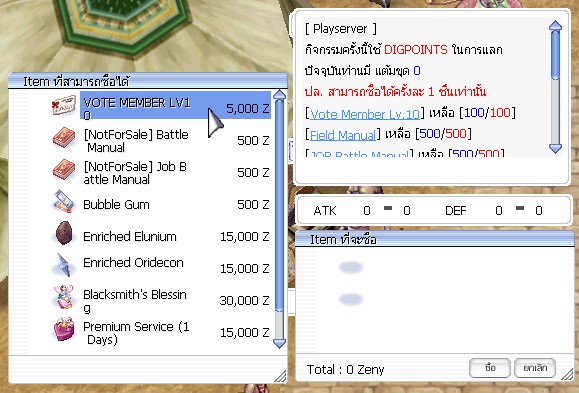 [ Playserver ]
กิจกรรมครั้งนี้ใช้ DIGPOINTS ในการแลก
ปัจจุบันท่านมี แต้มขุด 0
ปล. สามารถซื้อได้ครั้งละ 1 ชิ้นเท่านั้น
[Vote Member Lv.10] เหลือ [100/100]
[Field Manual] เหลือ [500/500]
[JOB Battle Manual] เหลือ [500/500]
Item ที่สามารถซื้อได้
VOTE MEMBER LV1
0
5,000 Z
[NotForSale] Battle
Manual
500 Z
[NotForSale] Job B
attle Manual
500 Z
Bubble Gum 500 Z
Enriched Elunium 15,000 Z
Enriched Oridecon 15,000 Z
Blacksmith's Blessin
g
30,000 Z
Premium Service (1
Days)
15,000 Z
ATK 0 - 0 DEF 0 - 0
Item ที่จะซื้อ
Total : 0 Zeny
ซื้อ ยกเลิก